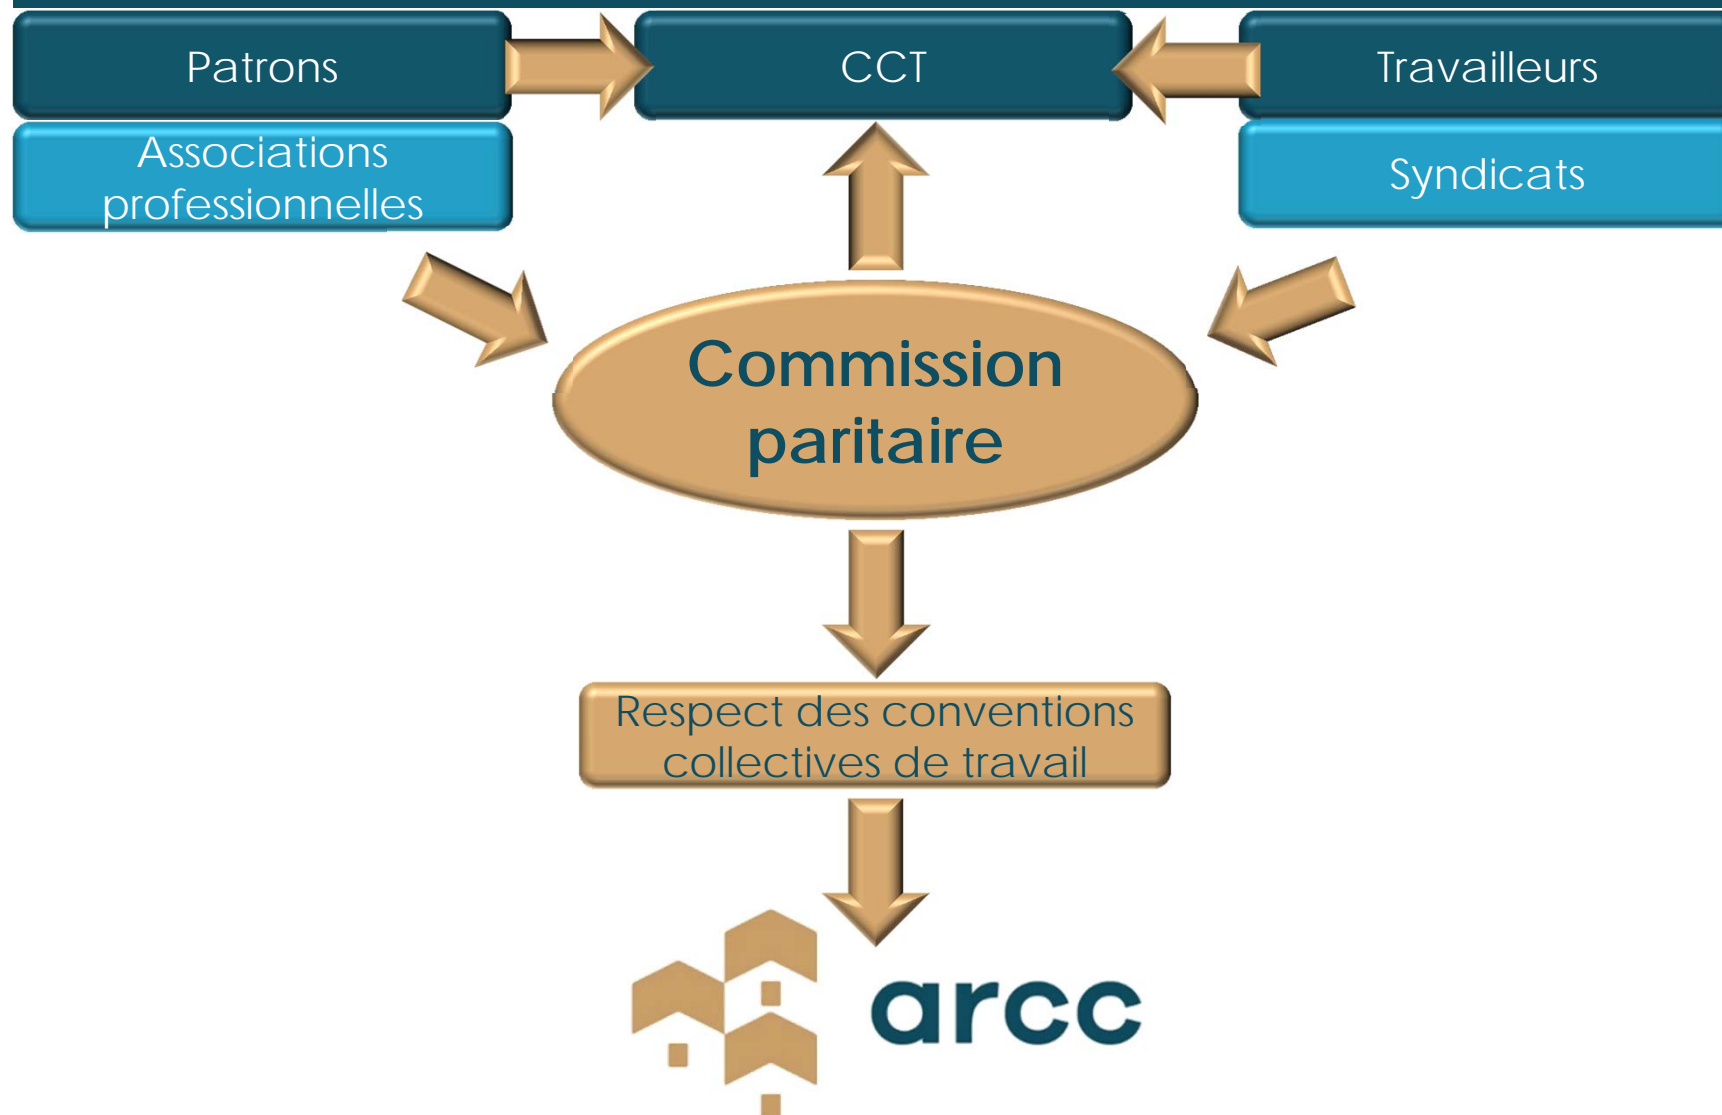 Patrons
CCT
Travailleurs
Associations
professionnelles
Syndicats
Commission
paritaire
Respect des conventions
collectives de travail
arcc